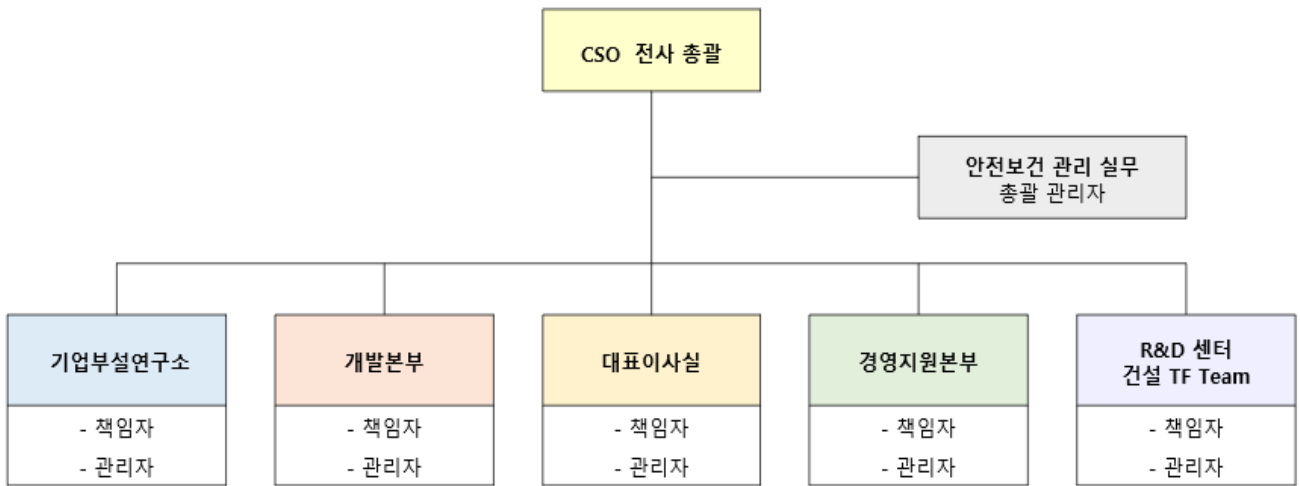 CSO 전사 총괄
안전보건 관리 실무
총괄 관리자
기업부설연구소
- 책임자
- 관리자
개발본부
- 책임자
- 관리자
대표이사실
- 책임자
- 관리자
경영지원본부
- 책임자
- 관리자
R&D 센터
건설 TF Team
- 책임자
- 관리자